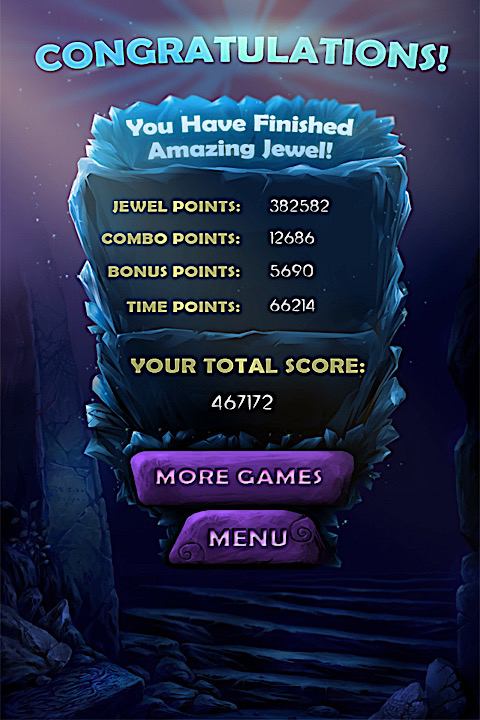 CONGRATULATIONS!
You Have Finished
Amazing Jewel!
JEWEL POINTS: 382582
COMBO POINTS: 12686
BONUS POINTS: 5690
TIME POINTS: 66214
YOUR TOTAL SCORE:
467172
MORE GAMES
MENU